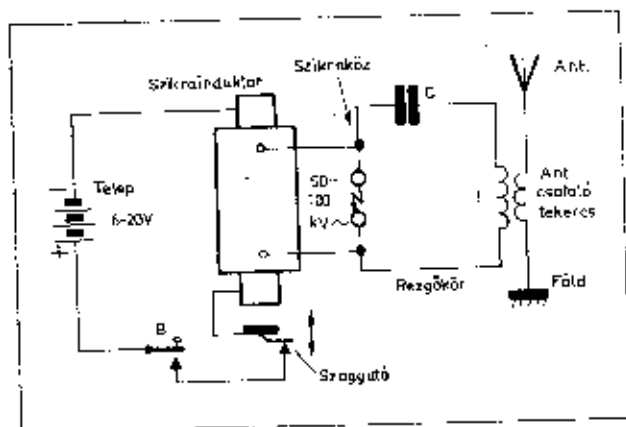 Szikrainduktor
Szikraköz
C
Ant.
Telep
6-20V
50-
100
kV
Ant
csatoló
tekercs
Rezgőkör
Föld
B
Szaggató